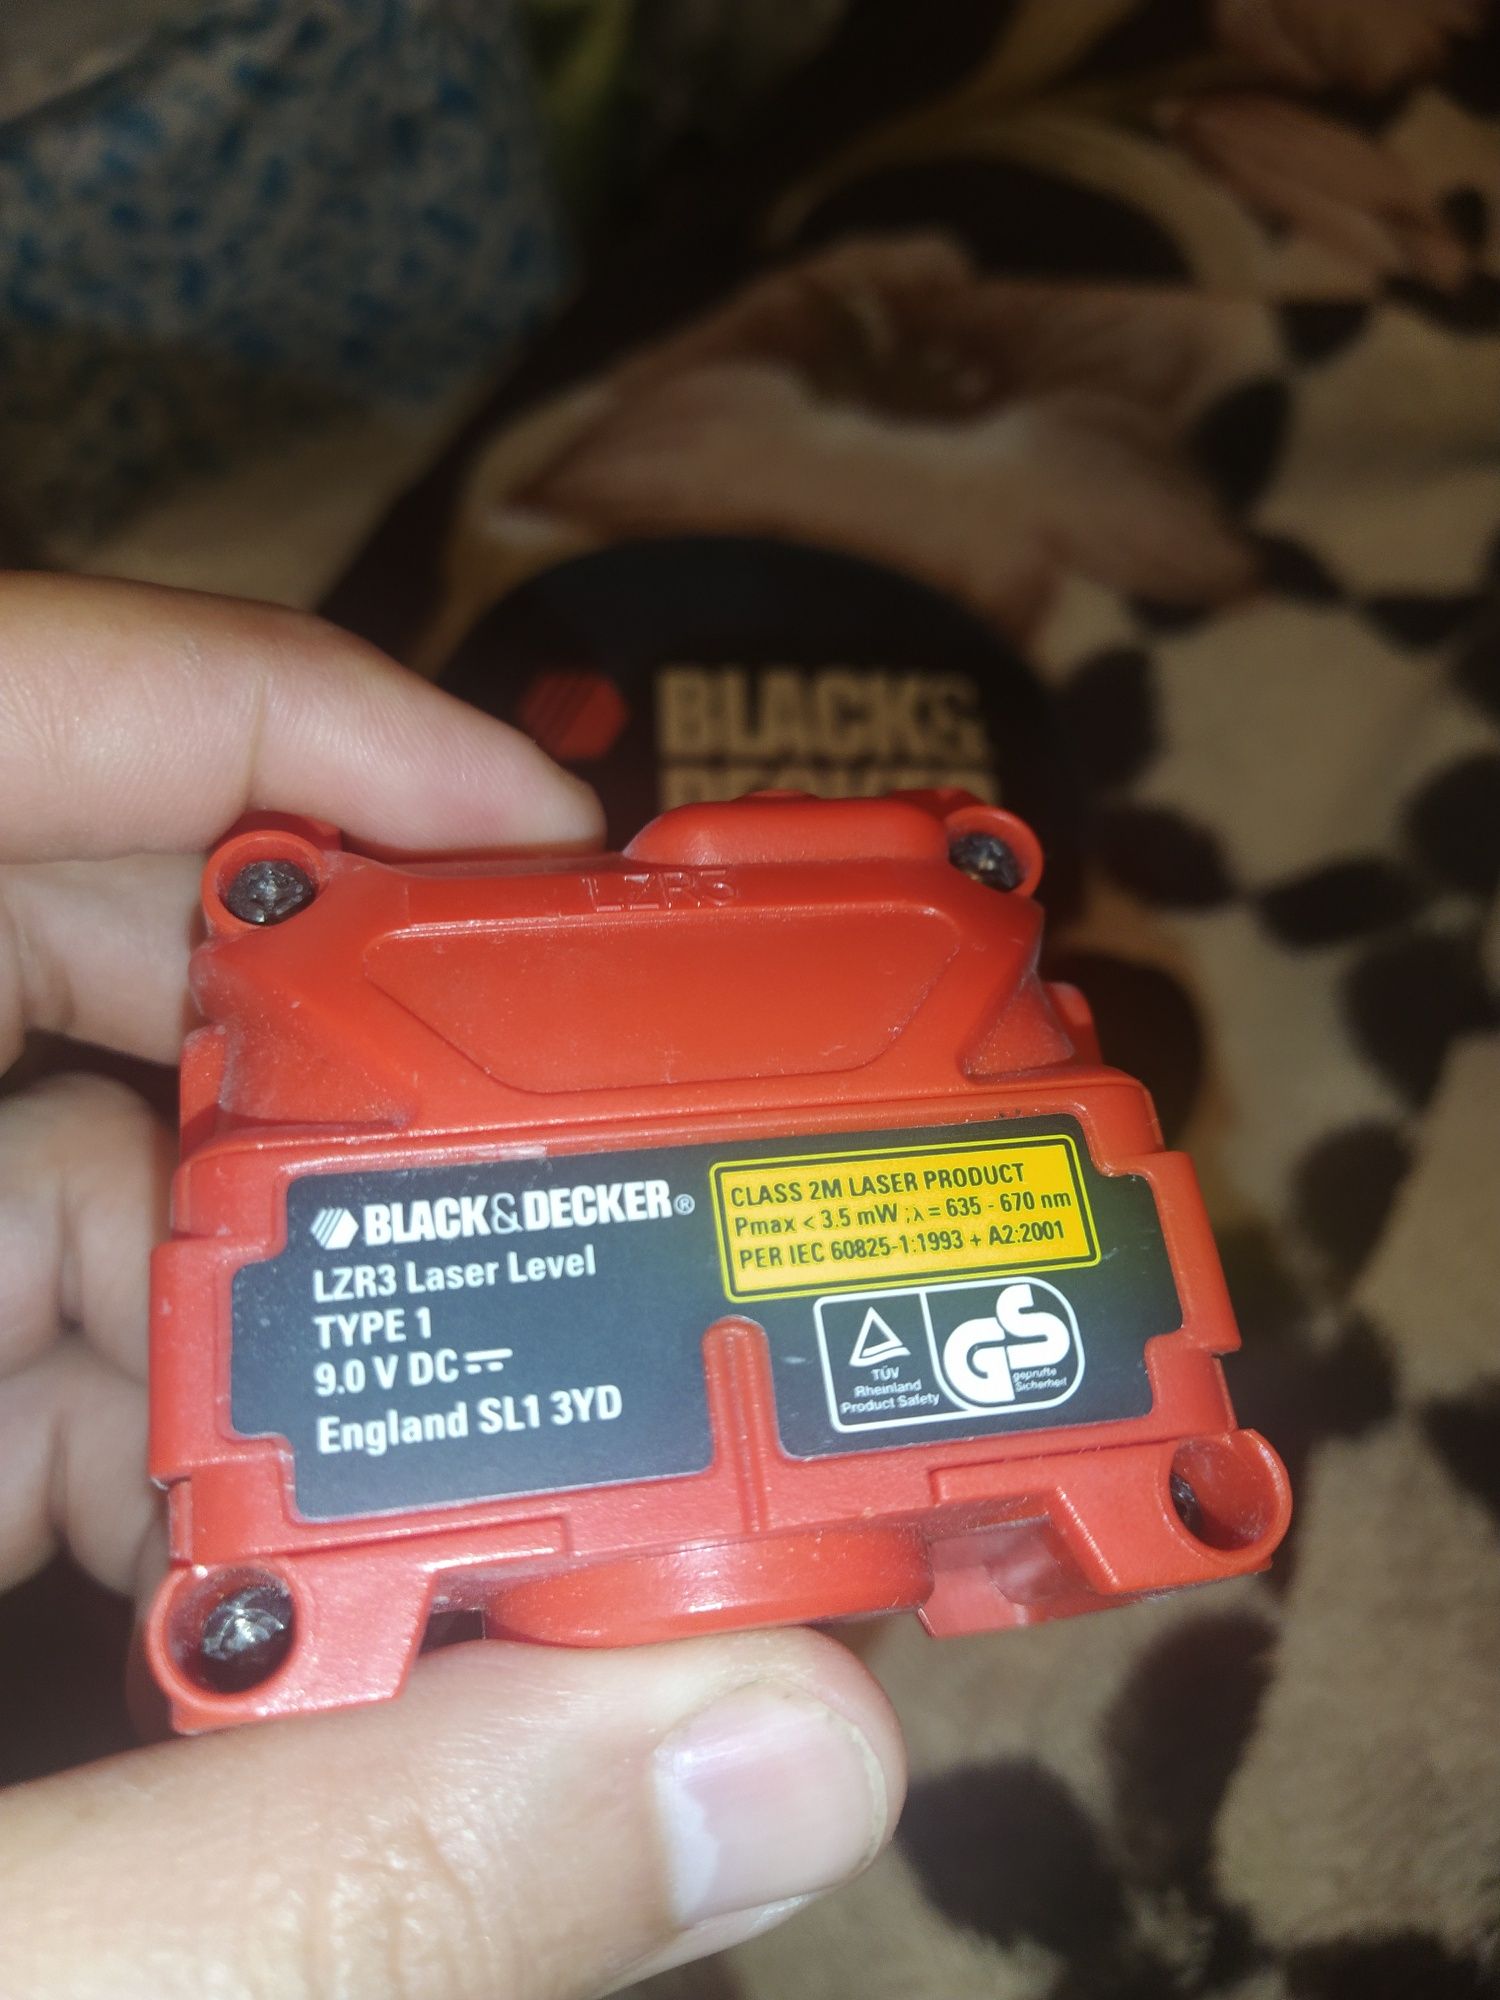 BLACK&
DECKER
LZR3
BLACK&DECKER®
LZR3 Laser Level
TYPE 1
9.0 V DC
England SL1 3YD
CLASS 2M LASER PRODUCT
Pmax < 3.5 mW ; λ = 635 - 670 nm
PER IEC 60825-1:1993 + A2:2001
TÜV
Rheinland
Product Safety
GS
geprüfte
Sicherheit